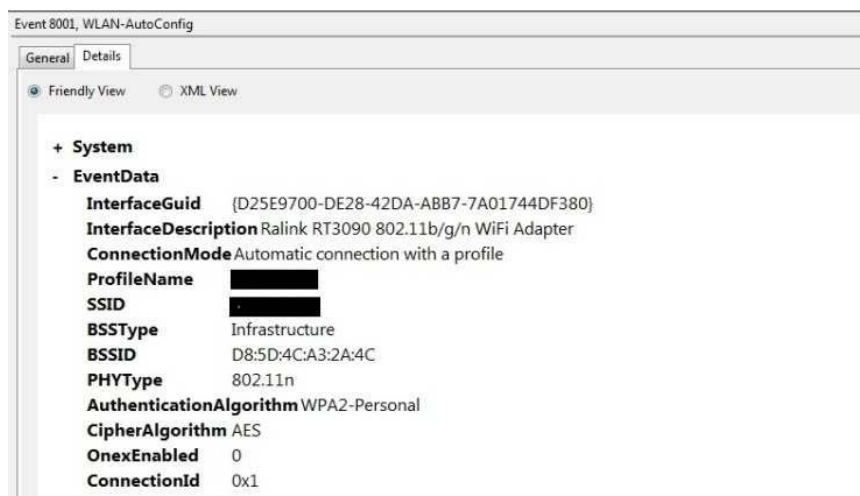 Event 8001, WLAN-AutoConfig
General Details
Friendly View XML View
+ System
- EventData
InterfaceGuid {D25E9700-DE28-42DA-ABB7-7A01744DF380}
InterfaceDescription Ralink RT3090 802.11b/g/n WiFi Adapter
ConnectionMode Automatic connection with a profile
ProfileName
SSID
BSSType Infrastructure
BSSID D8:5D:4C:A3:2A:4C
PHYType 802.11n
AuthenticationAlgorithm WPA2-Personal
CipherAlgorithm AES
OnexEnabled 0
ConnectionId 0x1